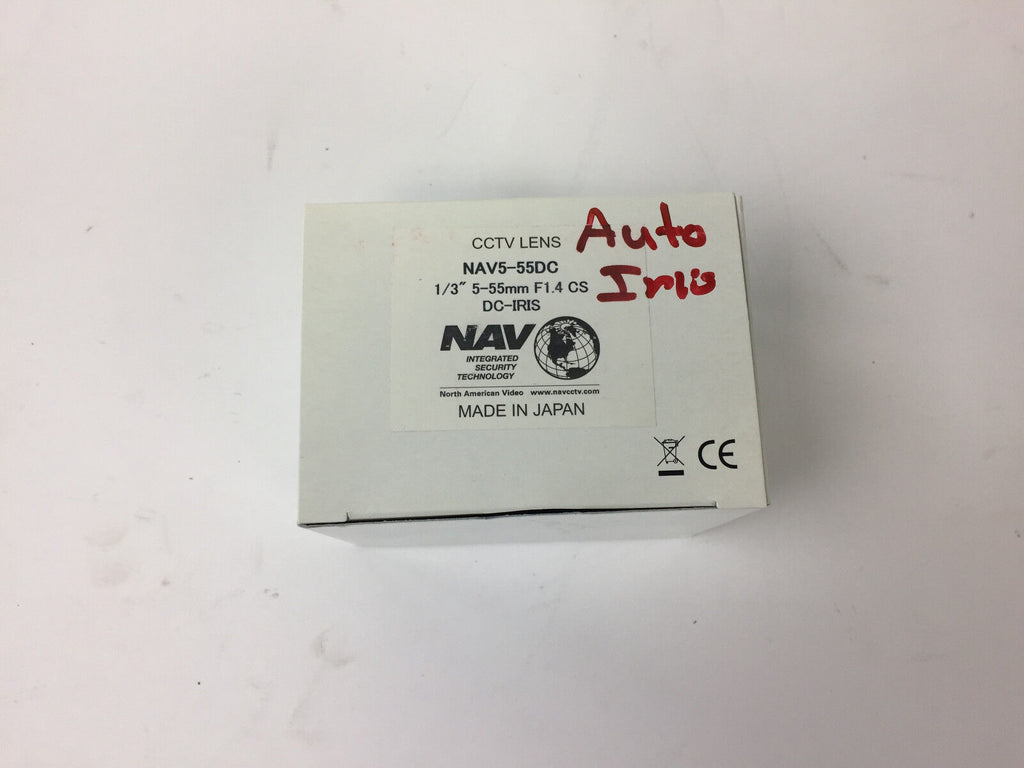 CCTV LENS
NAV5-55DC
1/3" 5-55mm F1.4 CS
DC-IRIS
Auto
Iris
NAV
INTEGRATED
SECURITY
TECHNOLOGY
North American Video www.navcctv.com
MADE IN JAPAN
CE